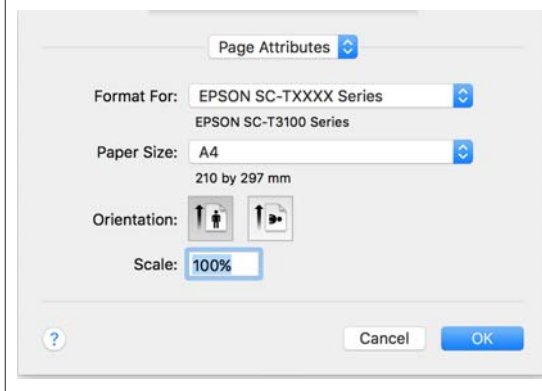 Page Attributes
Format For: EPSON SC-TXXXX Series
EPSON SC-T3100 Series
Paper Size: A4
210 by 297 mm
Orientation:
Scale: 100%
? Cancel OK